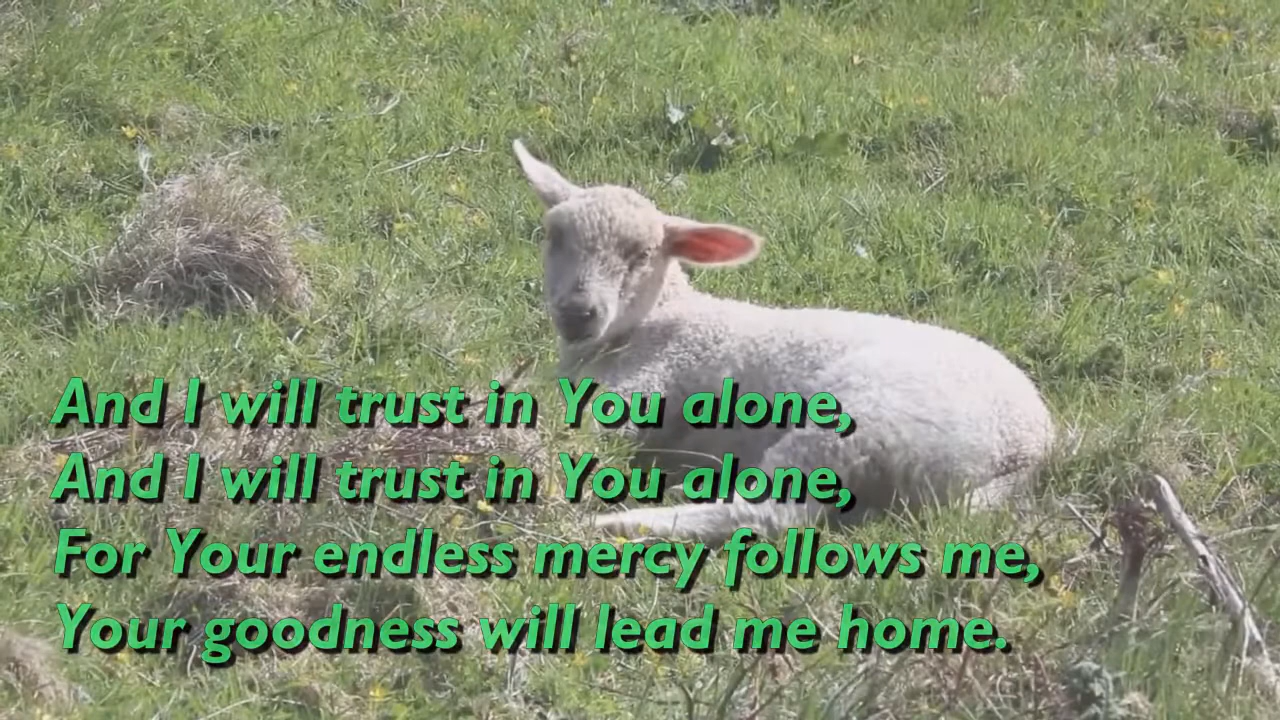 And I will trust in You alone,
And I will trust in You alone,
For Your endless mercy follows me,
Your goodness will lead me home.